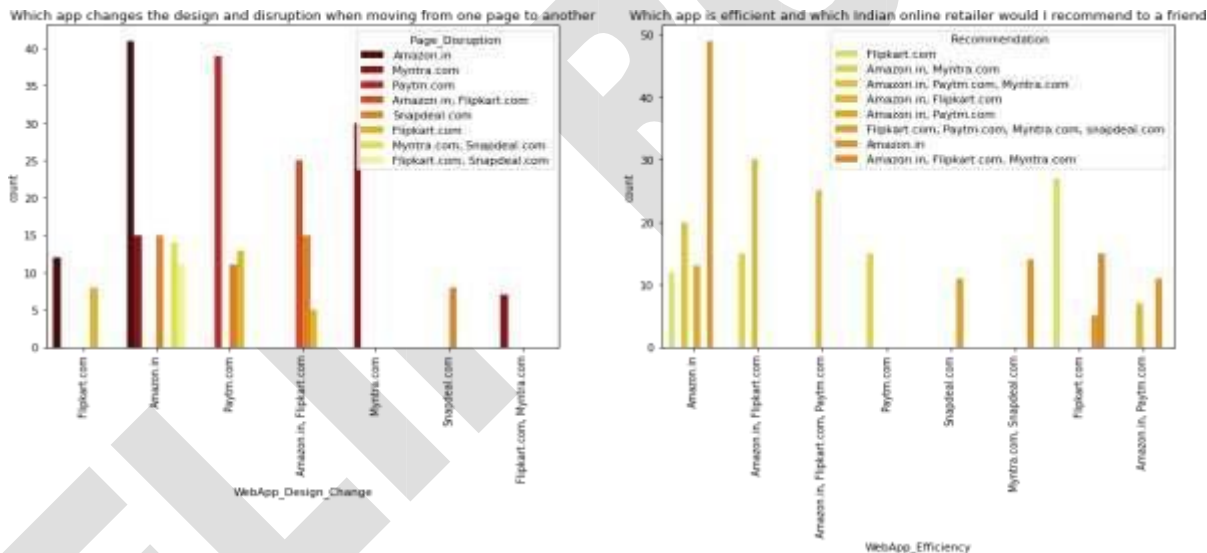 Which app changes the design and disruption when moving from one page to another
Page_Disruption
Amazon.in
Myntra.com
Paytm.com
Amazon.in, Flipkart.com
Snapdeal.com
Flipkart.com
Myntra.com, Snapdeal.com
Flipkart.com, Snapdeal.com
count
40
35
30
25
20
15
10
5
0
Flipkart.com
Amazon.in
Paytm.com
Amazon.in, Flipkart.com
Myntra.com
Snapdeal.com
Flipkart.com, Myntra.com
WebApp_Design_Change
Which app is efficient and which Indian online retailer would I recommend to a friend
Recommendation
Flipkart.com
Amazon.in, Myntra.com
Amazon.in, Paytm.com, Myntra.com
Amazon.in, Flipkart.com
Amazon.in, Paytm.com
Flipkart.com, Paytm.com, Myntra.com, snapdeal.com
Amazon.in
Amazon.in, Flipkart.com, Myntra.com
count
50
40
30
20
10
0
Amazon.in
Amazon.in, Flipkart.com
Amazon.in, Flipkart.com, Paytm.com
Paytm.com
Snapdeal.com
Myntra.com, Snapdeal.com
Flipkart.com
Amazon.in, Paytm.com
WebApp_Efficiency